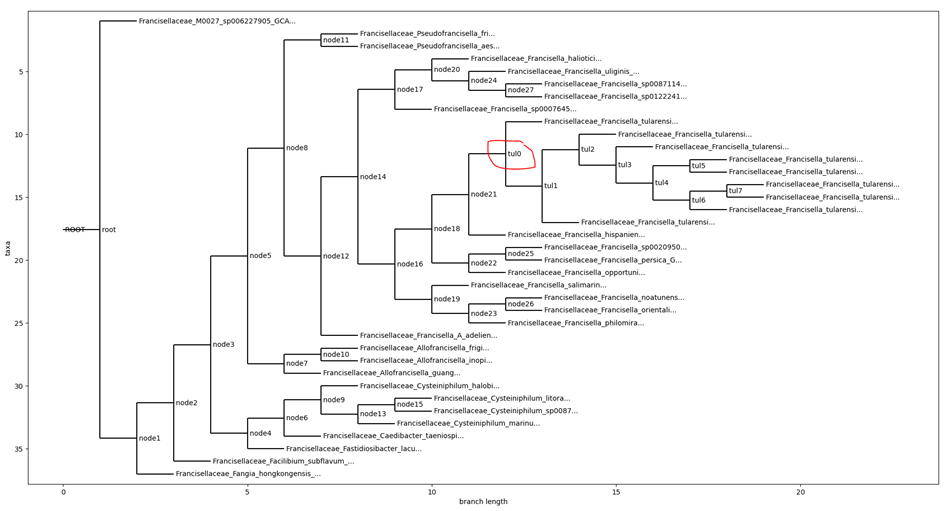 Francisellaceae_M0027_sp006227905_GCA...
Francisellaceae_Pseudofrancisella_fri...
node11
Francisellaceae_Pseudofrancisella_aes...
Francisellaceae_Francisella_haliotici...
node20
5
Francisellaceae_Francisella_uliginis_...
node24
Francisellaceae_Francisella_sp0087114...
node17
node27
Francisellaceae_Francisella_sp0122241...
Francisellaceae_Francisella_sp0007645...
Francisellaceae_Francisella_tularensi...
10
Francisellaceae_Francisella_tularensi...
node8
tul2
Francisellaceae_Francisella_tularensi...
tul0
Francisellaceae_Francisella_tularensi...
tul3
tul5
Francisellaceae_Francisella_tularensi...
node14
tul4
Francisellaceae_Francisella_tularensi...
tul1
tul7
node21
Francisellaceae_Francisella_tularensi...
15
tul6
Francisellaceae_Francisella_tularensi...
Francisellaceae_Francisella_tularensi...
node18
ROOT
root
Francisellaceae_Francisella_hispanien...
Francisellaceae_Francisella_sp0020950...
node5
node12
node25
Francisellaceae_Francisella_persica_G...
20
node16
node22
Francisellaceae_Francisella_opportuni...
Francisellaceae_Francisella_salimarin...
node19
Francisellaceae_Francisella_noatunens...
node26
Francisellaceae_Francisella_orientali...
node23
25
Francisellaceae_Francisella_philomira...
Francisellaceae_Francisella_A_adelien...
node3
Francisellaceae_Allofrancisella_frigi...
node10
Francisellaceae_Allofrancisella_inopi...
node7
Francisellaceae_Allofrancisella_guang...
30
Francisellaceae_Cysteiniphilum_halobi...
node9
Francisellaceae_Cysteiniphilum_litora...
node2
node15
Francisellaceae_Cysteiniphilum_sp0087...
node13
node6
Francisellaceae_Cysteiniphilum_marinu...
node4
Francisellaceae_Caedibacter_taeniospi...
node1
35
Francisellaceae_Fastidiosibacter_lacu...
Francisellaceae_Facilibium_subflavum_...
Francisellaceae_Fangia_hongkongensis_...
taxa
0
5
10
15
20
branch length